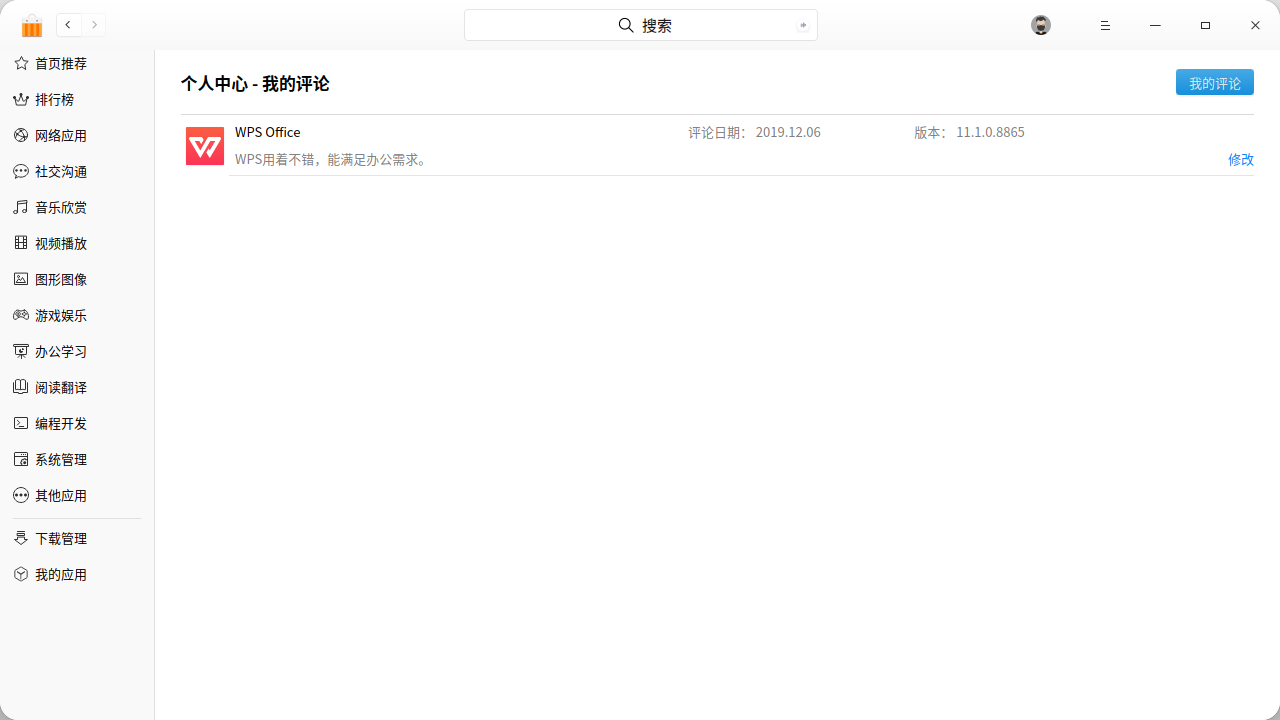 搜索
首页推荐
排行榜
网络应用
社交沟通
音乐欣赏
视频播放
图形图像
游戏娱乐
办公学习
阅读翻译
编程开发
系统管理
其他应用
下载管理
我的应用
个人中心 - 我的评论
我的评论
WPS Office
评论日期： 2019.12.06
版本： 11.1.0.8865
WPS用着不错，能满足办公需求。
修改